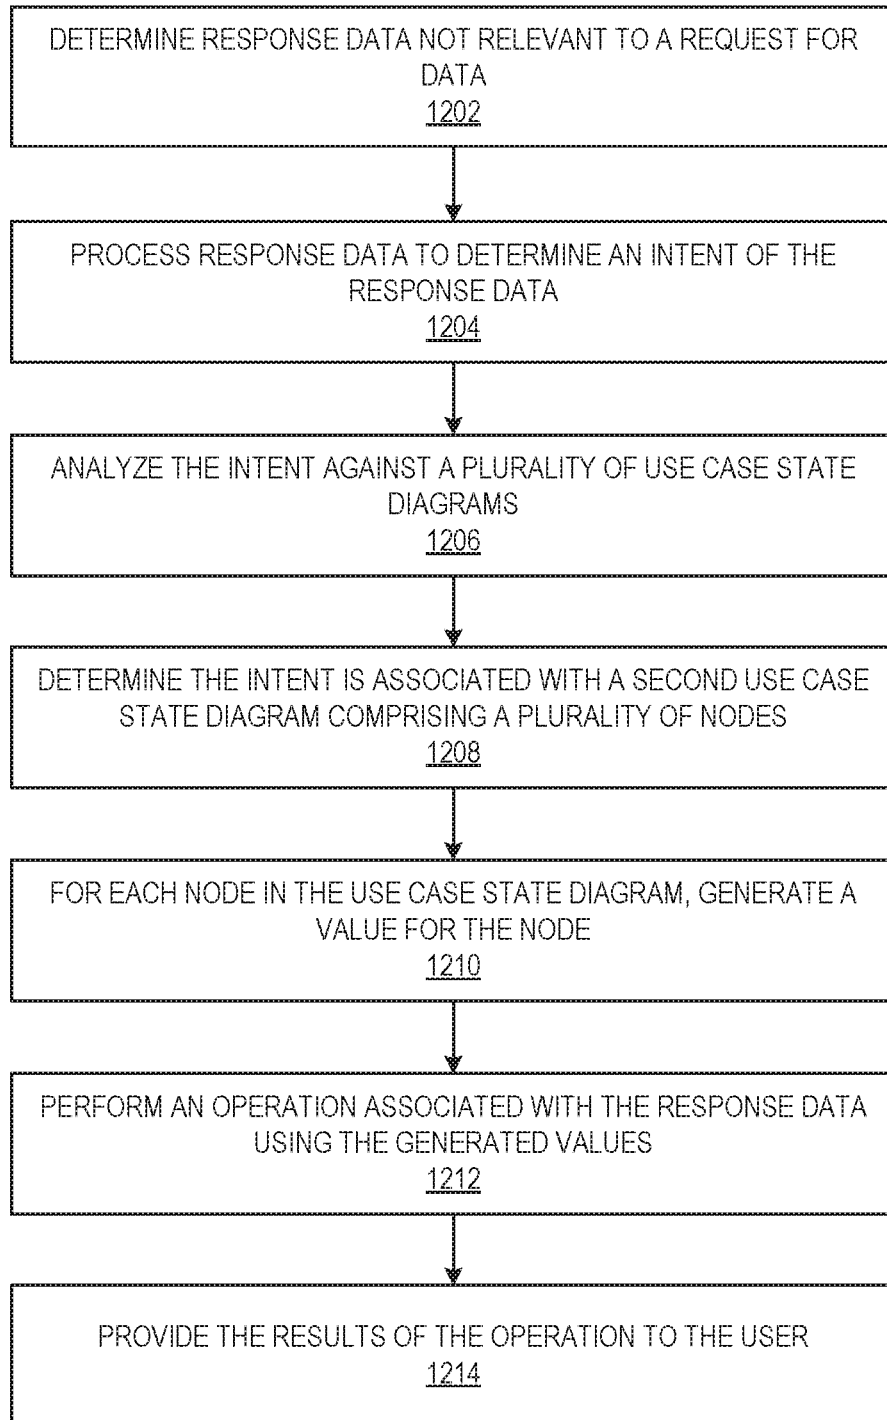 DETERMINE RESPONSE DATA NOT RELEVANT TO A REQUEST FOR
DATA
1202
PROCESS RESPONSE DATA TO DETERMINE AN INTENT OF THE
RESPONSE DATA
1204
ANALYZE THE INTENT AGAINST A PLURALITY OF USE CASE STATE
DIAGRAMS
1206
DETERMINE THE INTENT IS ASSOCIATED WITH A SECOND USE CASE
STATE DIAGRAM COMPRISING A PLURALITY OF NODES
1208
FOR EACH NODE IN THE USE CASE STATE DIAGRAM, GENERATE A
VALUE FOR THE NODE
1210
PERFORM AN OPERATION ASSOCIATED WITH THE RESPONSE DATA
USING THE GENERATED VALUES
1212
PROVIDE THE RESULTS OF THE OPERATION TO THE USER
1214